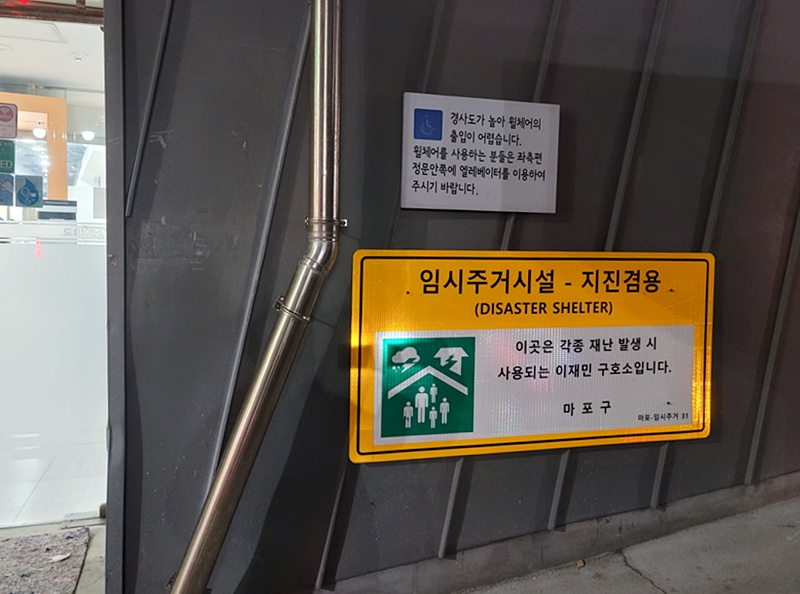 경사도가 높아 휠체어의
출입이 어렵습니다.
휠체어를 사용하는 분들은 좌측편
정문안쪽에 엘레베이터를 이용하여
주시기 바랍니다.
임시주거시설 - 지진겸용
(DISASTER SHELTER)
이곳은 각종 재난 발생 시
사용되는 이재민 구호소입니다.
마포구
마포-임시주거 31